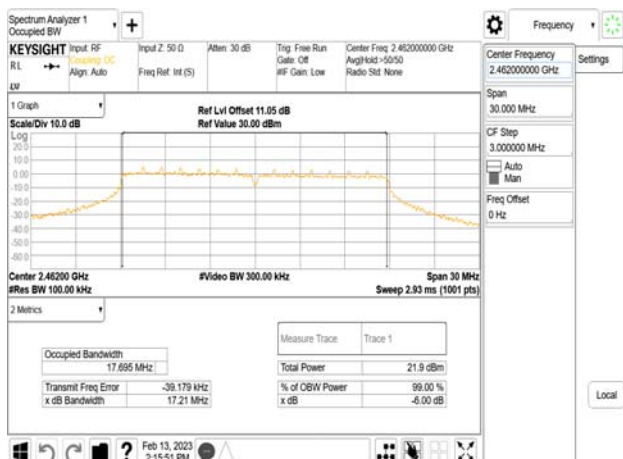 Spectrum Analyzer 1
Occupied BW
Frequency
KEYSIGHT
RL
Input: RF
Coupling: DC
Align: Auto
Input Z: 50 Ω
Freq Ref: Int (S)
Atten: 30 dB
Trig: Free Run
Gate: Off
#IF Gain: Low
Center Freq: 2.462000000 GHz
Avg|Hold:>50/50
Radio Std: None
Center Frequency
2.462000000 GHz
Settings
Span
30.000 MHz
CF Step
3.000000 MHz
Auto
Man
Freq Offset
0 Hz
Local
1 Graph
Scale/Div 10.0 dB
Ref Lvl Offset 11.05 dB
Ref Value 30.00 dBm
Log
20.0
10.0
0.00
-10.0
-20.0
-30.0
-40.0
-50.0
-60.0
Center 2.46200 GHz
#Res BW 100.00 kHz
#Video BW 300.00 kHz
Span 30 MHz
Sweep 2.93 ms (1001 pts)
2 Metrics
Measure Trace Trace 1
Occupied Bandwidth
17.695 MHz
Total Power 21.9 dBm
Transmit Freq Error -39.179 kHz
% of OBW Power 99.00 %
x dB Bandwidth 17.21 MHz
x dB -6.00 dB
Feb 13, 2023
2:15:51 PM